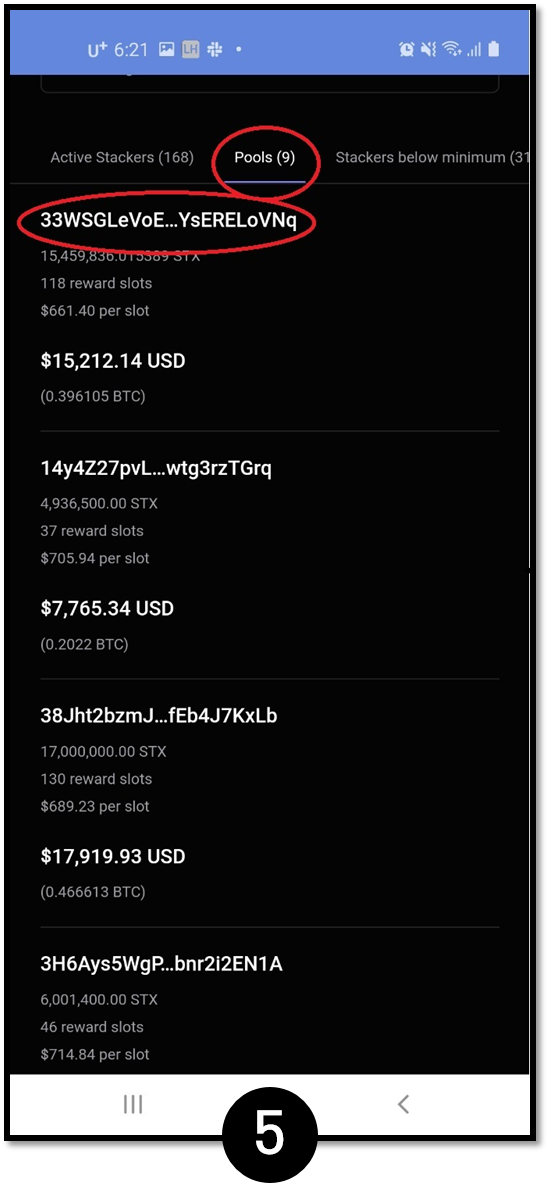 U+ 6:21 LH
Active Stackers (168) Pools (9) Stackers below minimum (31
33WSGLeVoE...YsERELoVNq
15,459,836.015389 STX
118 reward slots
$661.40 per slot
$15,212.14 USD
(0.396105 BTC)
14y4Z27pvL...wtg3rzTGrq
4,936,500.00 STX
37 reward slots
$705.94 per slot
$7,765.34 USD
(0.2022 BTC)
38Jht2bzmJ...fEb4J7KxLb
17,000,000.00 STX
130 reward slots
$689.23 per slot
$17,919.93 USD
(0.466613 BTC)
3H6Ays5WgP...bnr2i2EN1A
6,001,400.00 STX
46 reward slots
$714.84 per slot
5